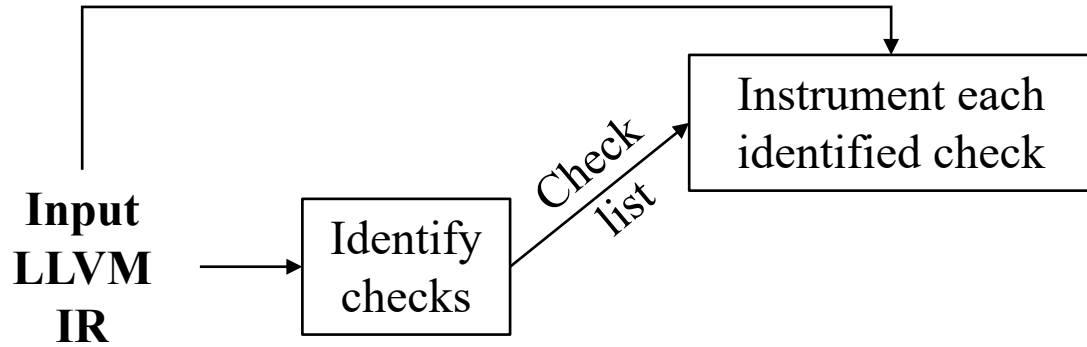 Instrument each
identified check
Check
list
Input
LLVM
IR
Identify
checks